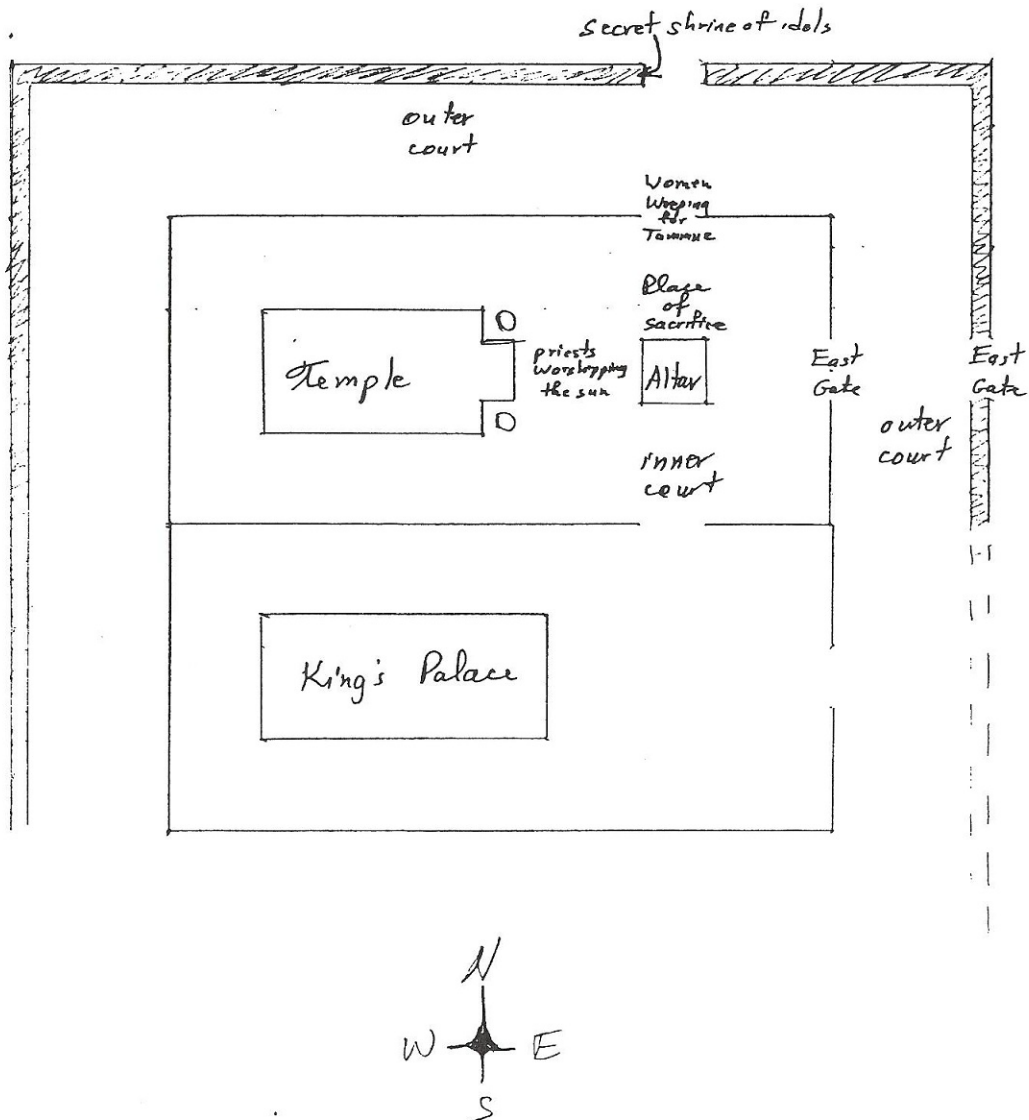 secret shrine of idols
outer
court
Women
Weeping
for
Tammue
Place
of
sacrifice
Temple
priests
worshipping
the sun
Altar
East
Gate
East
Gate
outer
court
inner
court
King's Palace
N
W E
S